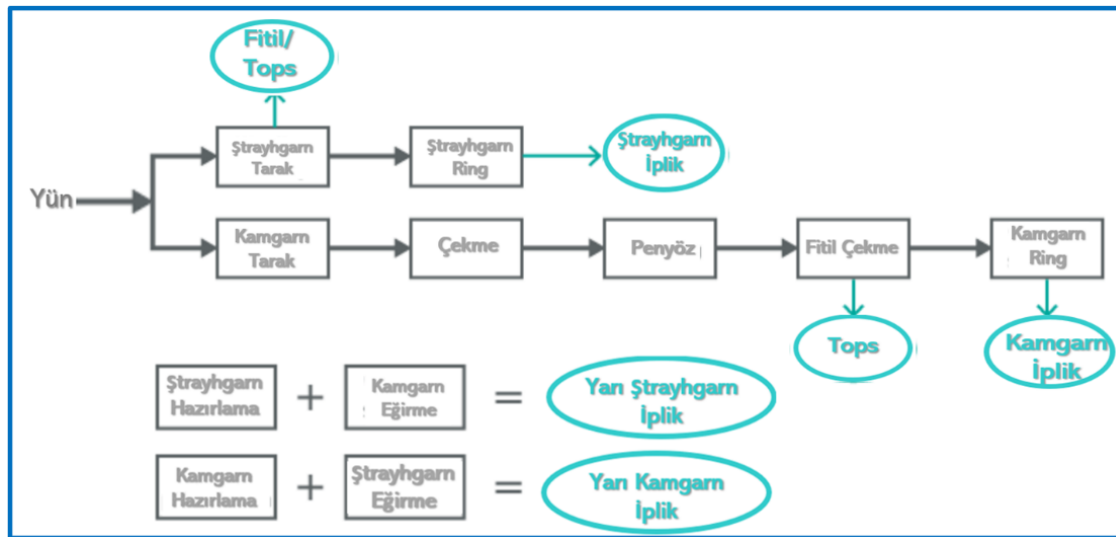 Fitil/
Tops
Ştrayhgarn
Tarak
Ştrayhgarn
Ring
Ştrayhgarn
İplik
Yün
Kamgarn
Tarak
Çekme
Penyöz
Fitil Çekme
Kamgarn
Ring
Tops
Kamgarn
İplik
Ştrayhgarn
Hazırlama
+
Kamgarn
Eğirme
=
Yarı Ştrayhgarn
İplik
Kamgarn
Hazırlama
+
Ştrayhgarn
Eğirme
=
Yarı Kamgarn
İplik